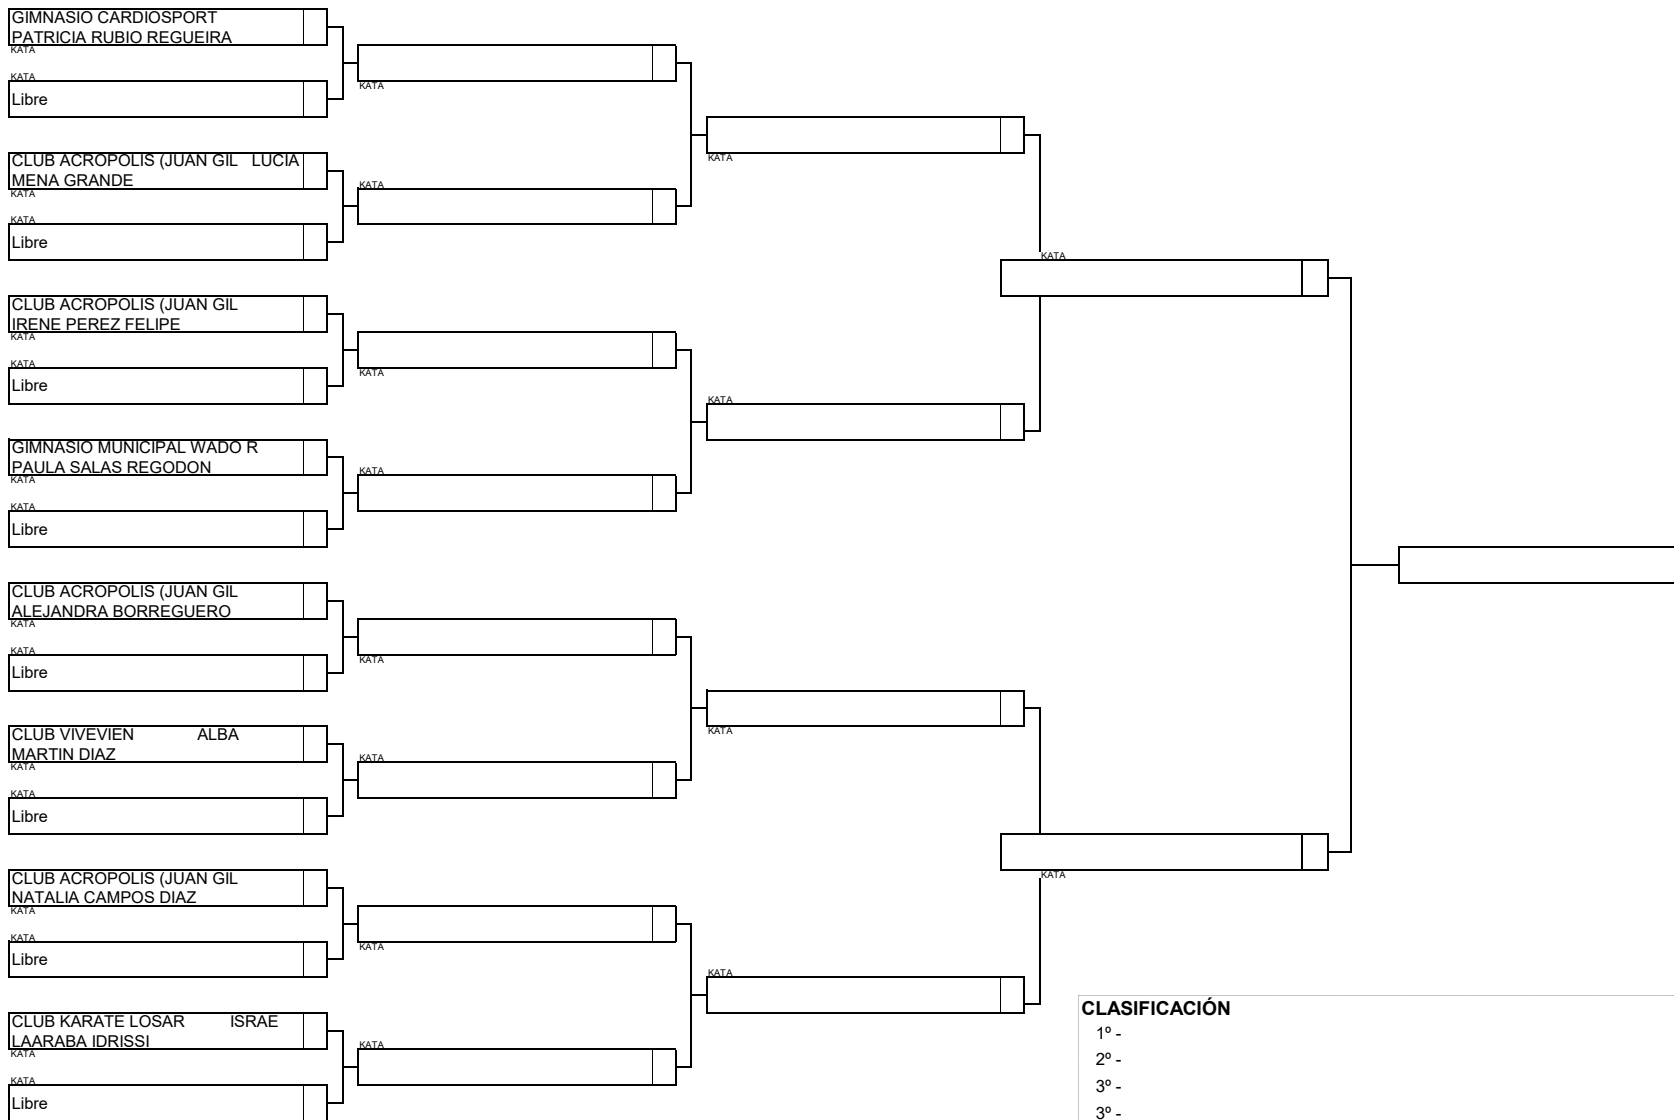 GIMNASIO CARDIOSPORT
PATRICIA RUBIO REGUEIRA
KATA
KATA
Libre
CLUB ACROPOLIS (JUAN GIL LUCIA
MENA GRANDE
KATA
KATA
Libre
CLUB ACROPOLIS (JUAN GIL
IRENE PEREZ FELIPE
KATA
KATA
Libre
GIMNASIO MUNICIPAL WADO R
PAULA SALAS REGODON
KATA
KATA
Libre
CLUB ACROPOLIS (JUAN GIL
ALEJANDRA BORREGUERO
KATA
KATA
Libre
CLUB VIVEVIEN ALBA
MARTIN DIAZ
KATA
KATA
Libre
CLUB ACROPOLIS (JUAN GIL
NATALIA CAMPOS DIAZ
KATA
KATA
Libre
CLUB KARATE LOSAR ISRAE
LAARABA IDRISSI
KATA
KATA
Libre
KATA
KATA
KATA
KATA
KATA
KATA
KATA
KATA
KATA
KATA
KATA
KATA
KATA
KATA
CLASIFICACIÓN
1º -
2º -
3º -
3º -